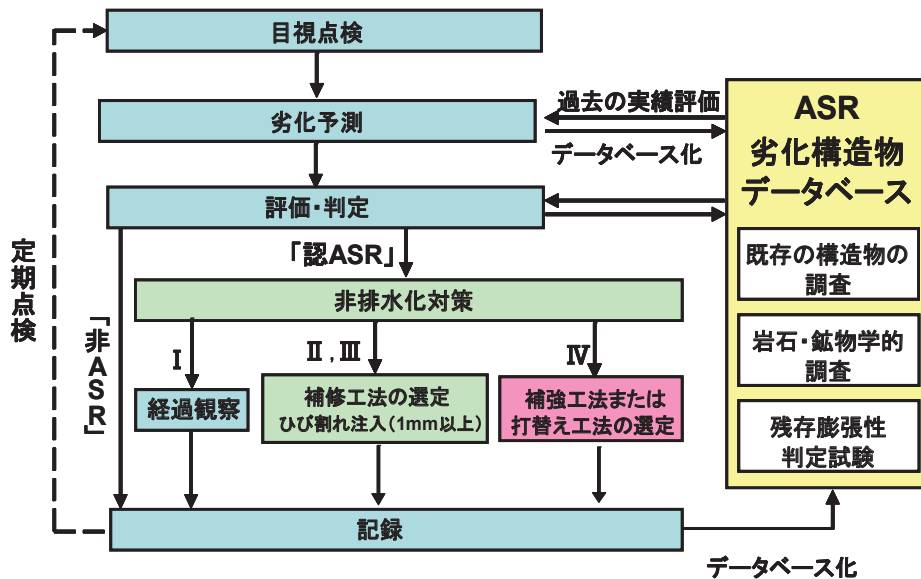 目視点検
過去の実績評価
劣化予測
データベース化
ASR
劣化構造物
データベース
評価・判定
「認ASR」
既存の構造物の
調査
非排水化対策
定期点検
「非ASR」
Ⅰ
Ⅱ,Ⅲ
Ⅳ
岩石・鉱物学的
調査
経過観察
補修工法の選定
ひび割れ注入(1mm以上)
補強工法または
打替え工法の選定
残存膨張性
判定試験
記録
データベース化